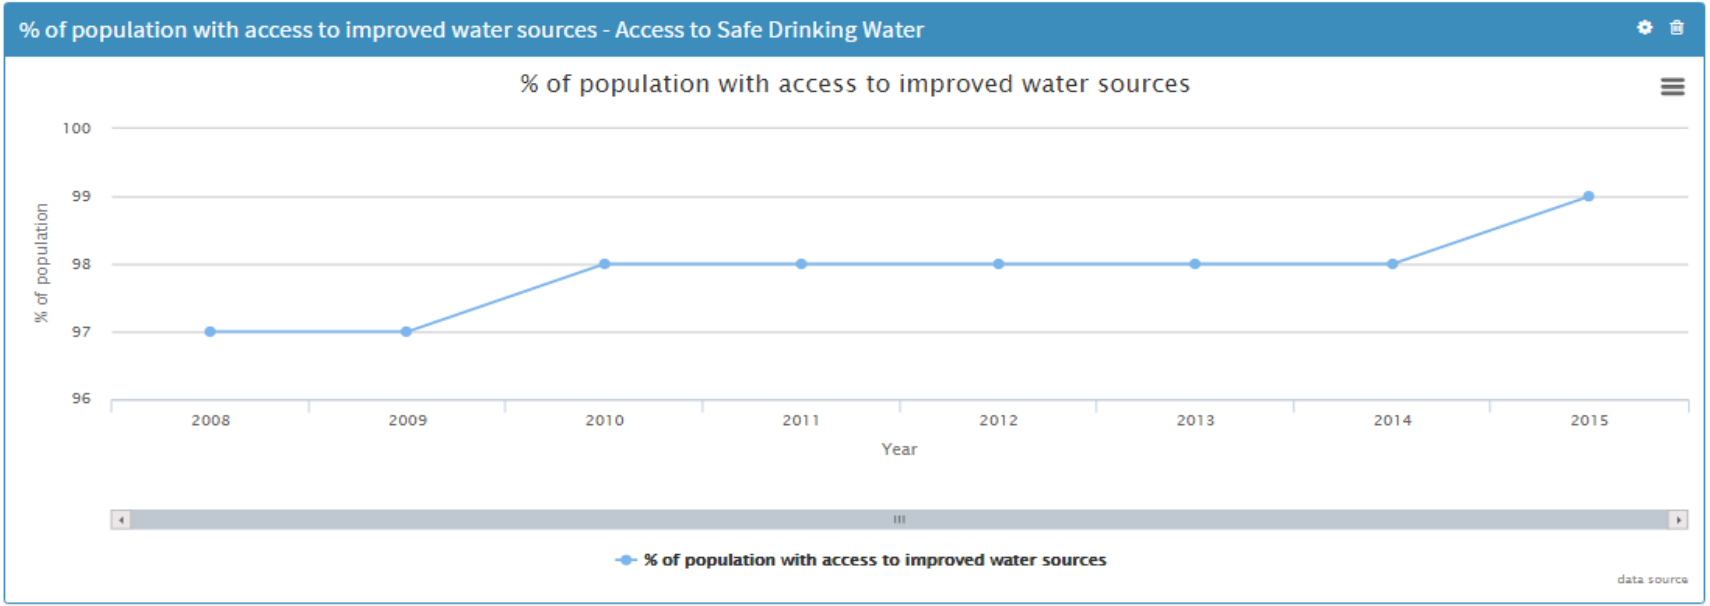 % of population with access to improved water sources - Access to Safe Drinking Water
% of population with access to improved water sources
100
99
98
97
96
% of population
2008 2009 2010 2011 2012 2013 2014 2015
Year
% of population with access to improved water sources
data source